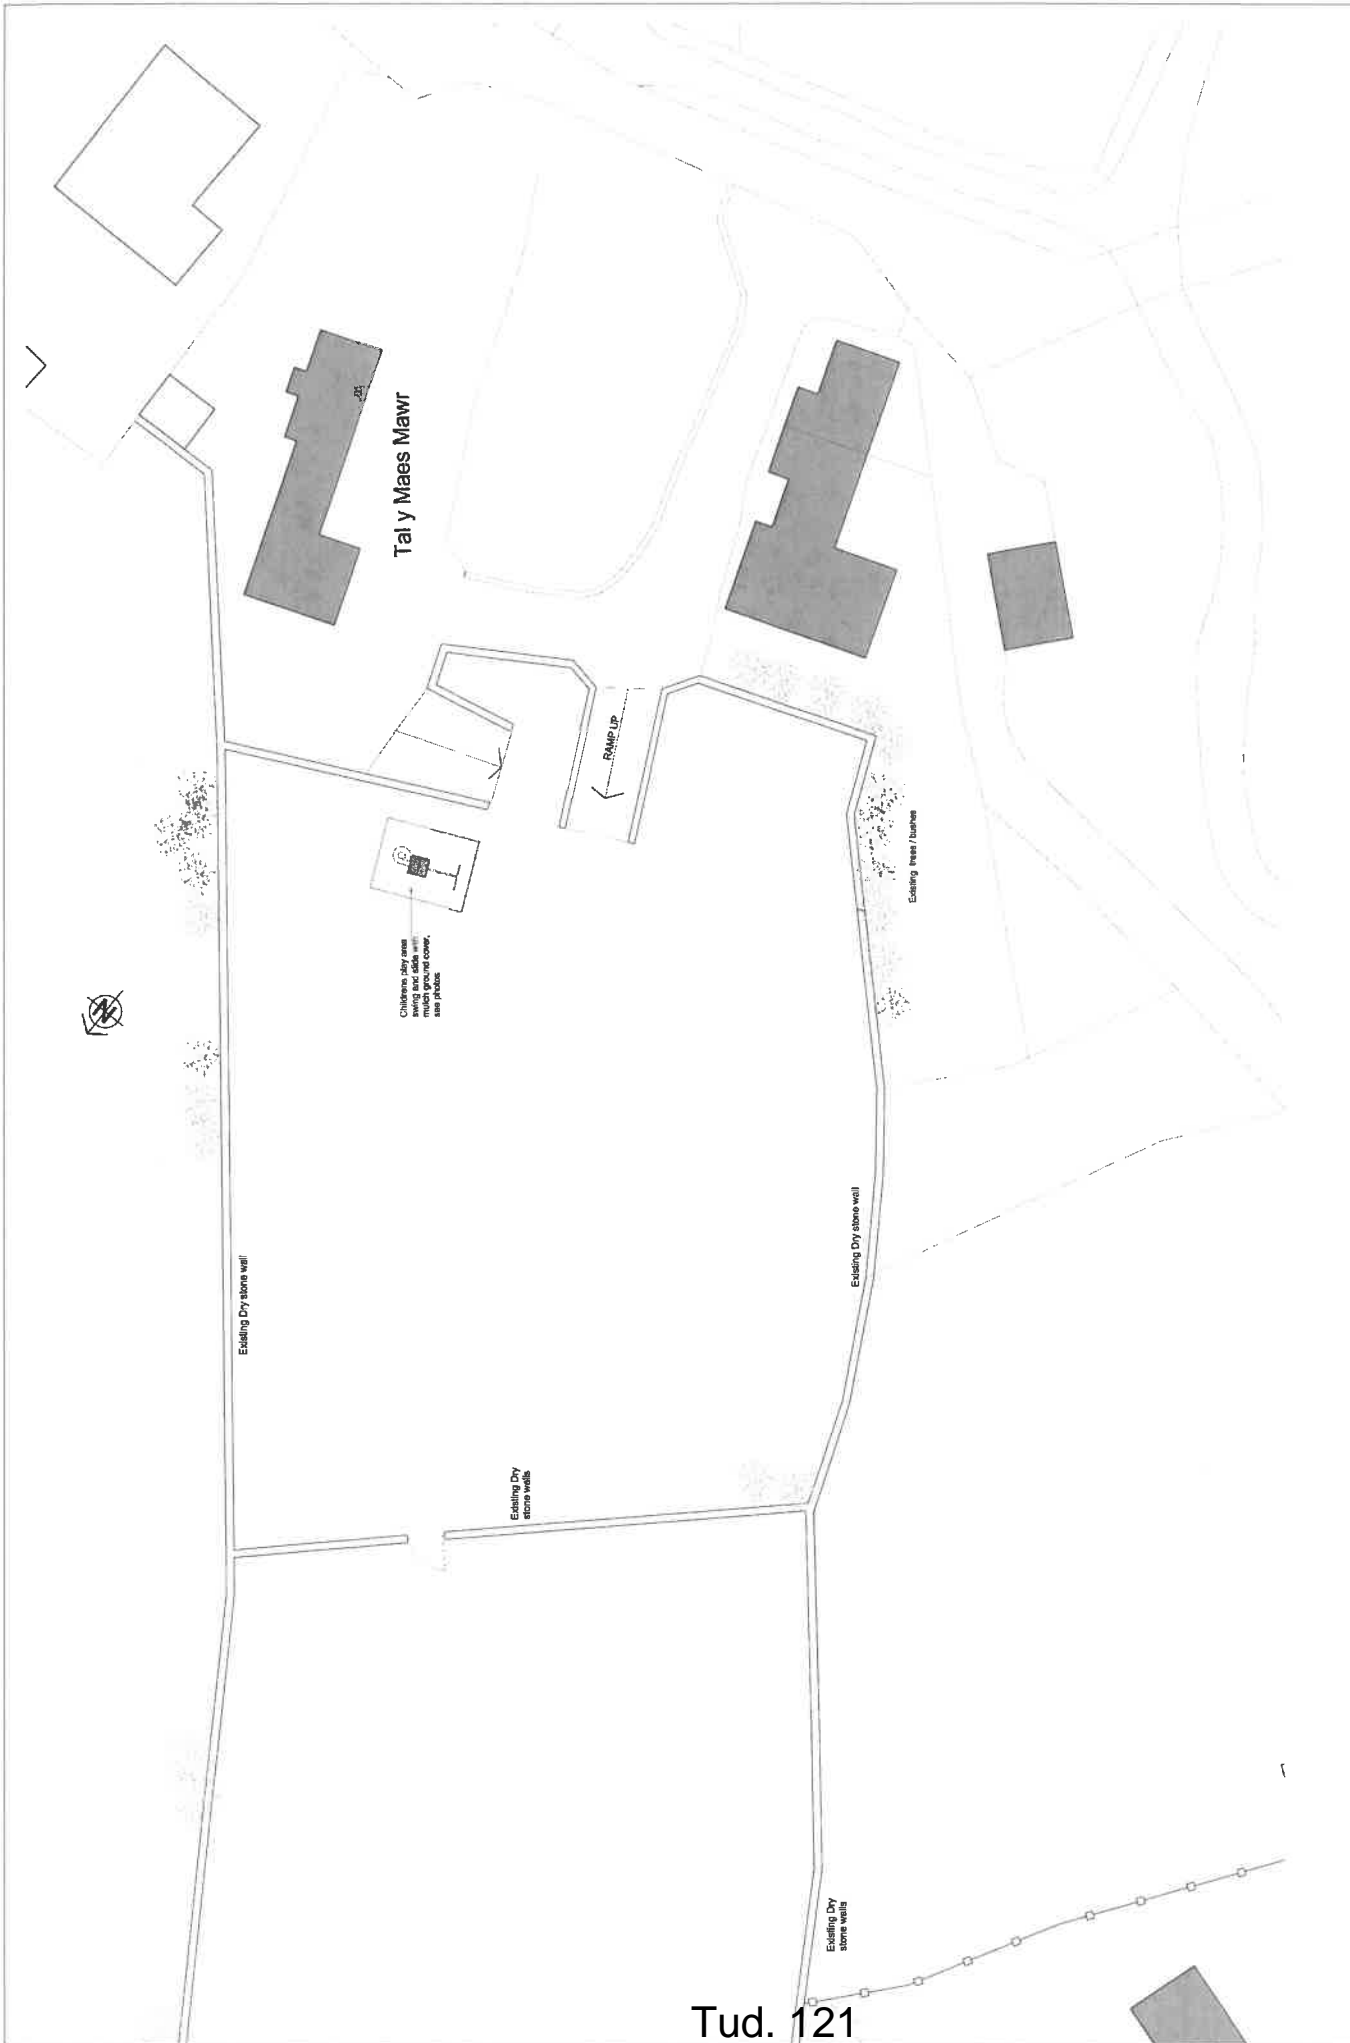 Tal y Maes Mawr
RAMP UP
Existing trees / bushes
Childrens play area
swing and slide with
mulch ground cover,
see photos
N
Existing Dry stone wall
Existing Dry stone wall
Existing Dry
stone walls
Existing Dry
stone walls
Tud. 121